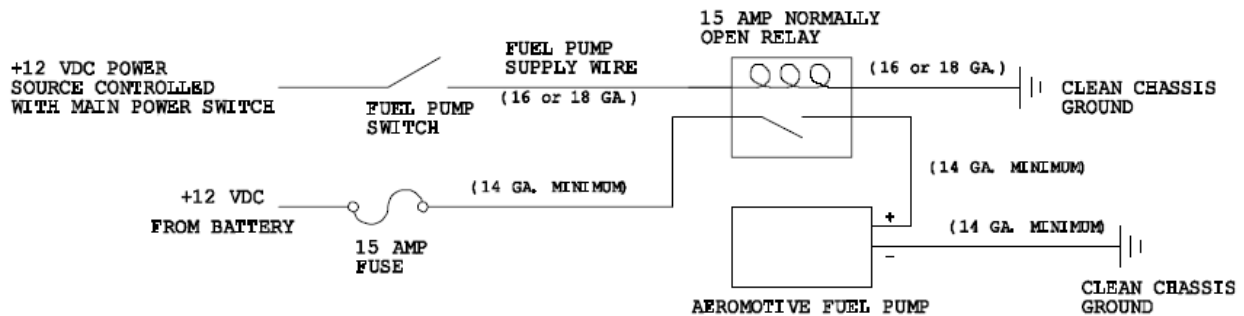 15 AMP NORMALLY
OPEN RELAY
FUEL PUMP
SUPPLY WIRE
+12 VDC POWER
SOURCE CONTROLLED
WITH MAIN POWER SWITCH
(16 or 18 GA.)
(16 or 18 GA.)
CLEAN CHASSIS
GROUND
FUEL PUMP
SWITCH
(14 GA. MINIMUM)
(14 GA. MINIMUM)
+12 VDC
FROM BATTERY
15 AMP
FUSE
+
-
(14 GA. MINIMUM)
CLEAN CHASSIS
GROUND
AEROMOTIVE FUEL PUMP